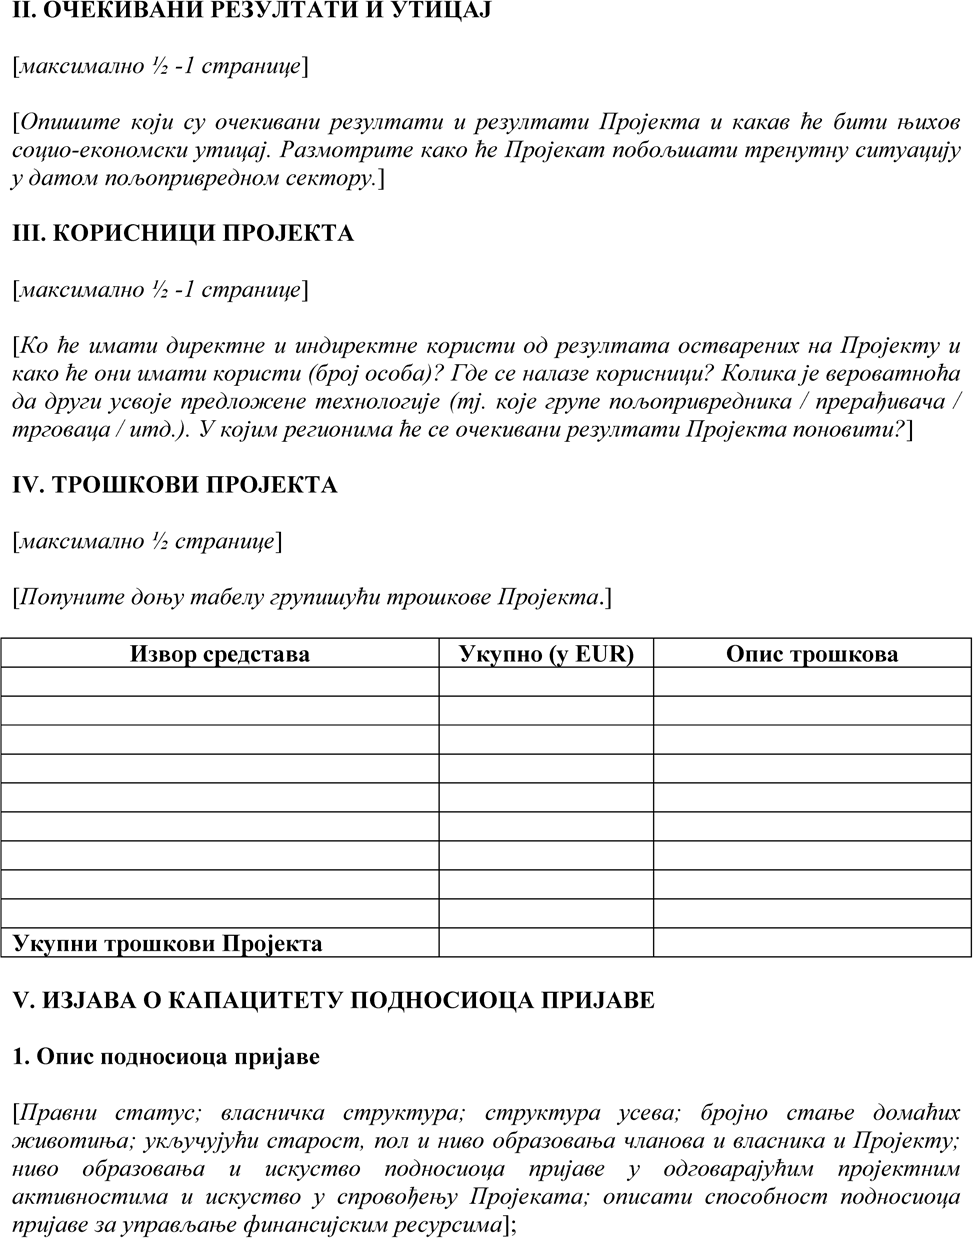 II. ОЧЕКИВАНИ РЕЗУЛТАТИ И УТИЦАЈ
[максимално ½ -1 странице]
[Опишите који су очекивани резултати и резултати Пројекта и какав ће бити њихов
социо-економски утицај. Размотрите како ће Пројекат побољшати тренутну ситуацију
у датом пољопривредном сектору.]
III. КОРИСНИЦИ ПРОЈЕКТА
[максимално ½ -1 странице]
[Ко ће имати директне и индиректне користи од резултата остварених на Пројекту и
како ће они имати користи (број особа)? Где се налазе корисници? Колика је вероватноћа
да други усвоје предложене технологије (тј. које групе пољопривредника / прерађивача /
трговаца / итд.). У којим регионима ће се очекивани резултати Пројекта поновити?]
IV. ТРОШКОВИ ПРОЈЕКТА
[максимално ½ странице]
[Попуните доњу табелу групишући трошкове Пројекта.]
Извор средстава Укупно (у EUR) Опис трошкова
Укупни трошкови Пројекта
V. ИЗЈАВА О КАПАЦИТЕТУ ПОДНОСИОЦА ПРИЈАВЕ
1. Опис подносиоца пријаве
[Правни статус; власничка структура; структура усева; бројно стање домаћих
животиња; укључујући старост, пол и ниво образовања чланова и власника и Пројекту;
ниво образовања и искуство подносиоца пријаве у одговарајућим пројектним
активностима и искуство у спровођењу Пројеката; описати способност подносиоца
пријаве за управљање финансијским ресурсима];